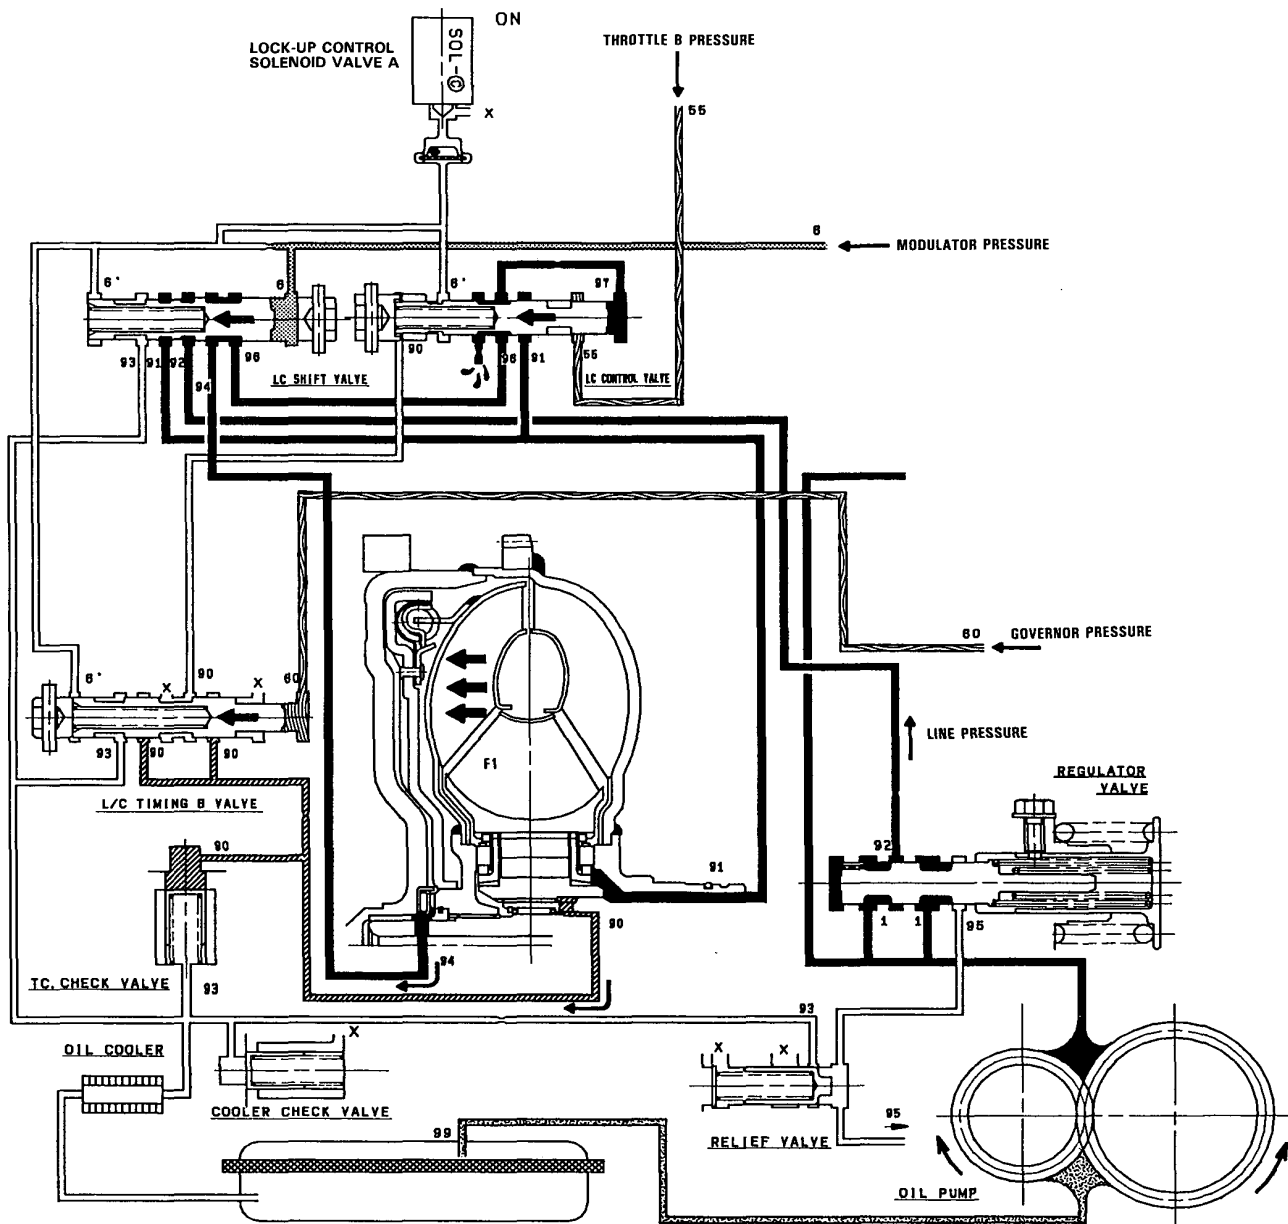 ON
LOCK-UP CONTROL
SOLENOID VALVE A
SOL-C
X
THROTTLE B PRESSURE
55
6
MODULATOR PRESSURE
6'
6
6'
97
93
91
92
94
96
90
96
91
55
LC SHIFT VALVE
LC CONTROL VALVE
60
GOVERNOR PRESSURE
6'
90
X
X
60
93
90
90
L/C TIMING B VALVE
F1
LINE PRESSURE
REGULATOR
VALVE
92
1
1
95
91
90
94
90
T.C. CHECK VALVE
93
OIL COOLER
X
COOLER CHECK VALVE
93
X
X
RELIEF VALVE
95
99
OIL PUMP